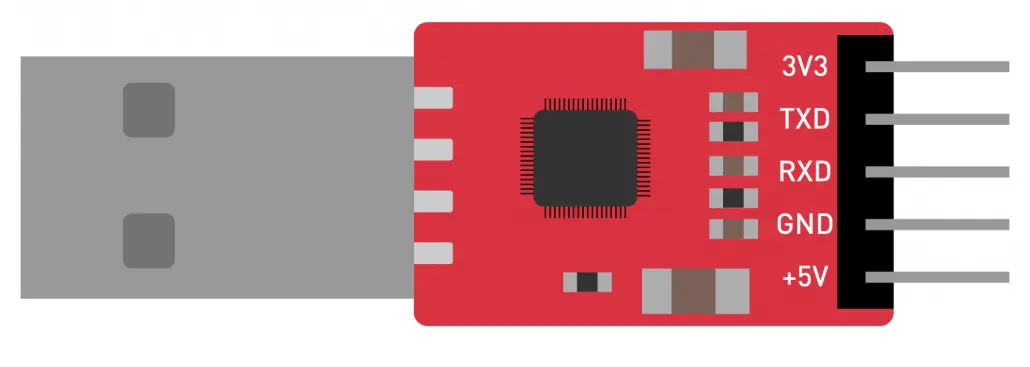 3V3
TXD
RXD
GND
+5V